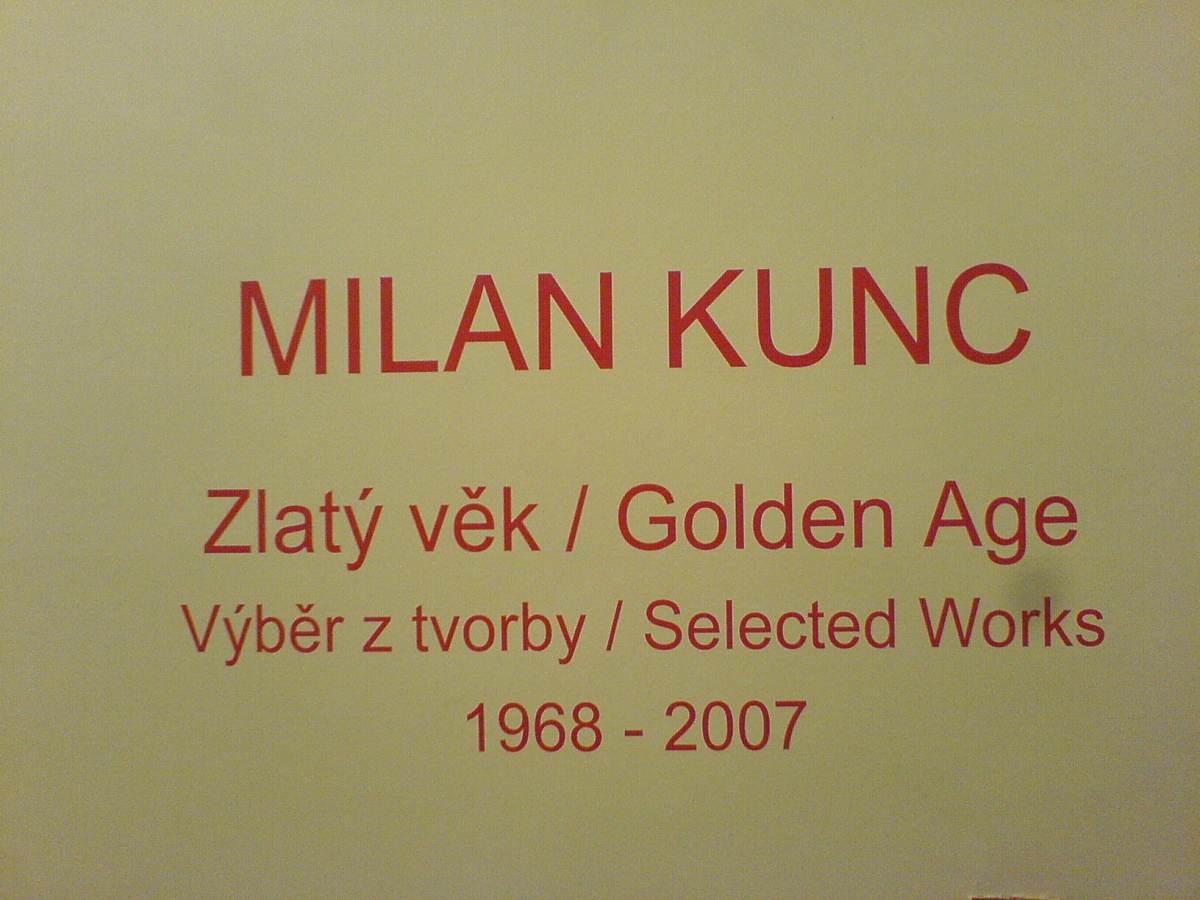 MILAN KUNC
Zlatý věk / Golden Age
Výběr z tvorby / Selected Works
1968 - 2007